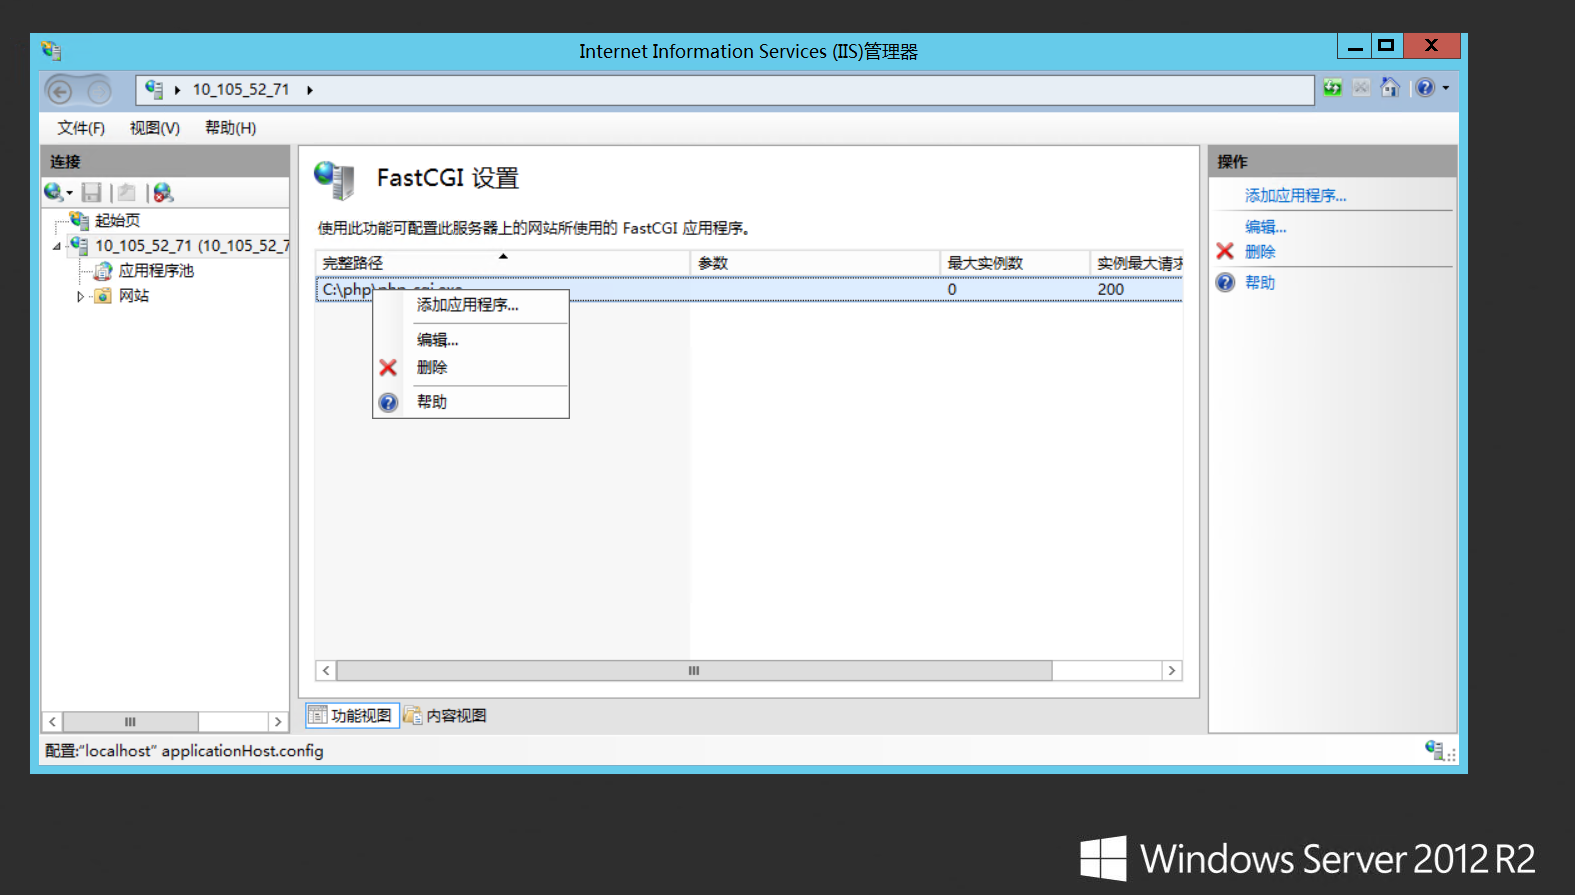 Internet Information Services (IIS)管理器
10_105_52_71
文件(F) 视图(V) 帮助(H)
连接
起始页
10_105_52_71 (10_105_52_7
应用程序池
网站
FastCGI 设置
使用此功能可配置此服务器上的网站所使用的 FastCGI 应用程序。
完整路径 参数 最大实例数 实例最大请求
C:\php\php-cgi.exe 0 200
添加应用程序...
编辑...
删除
帮助
功能视图 内容视图
操作
添加应用程序...
编辑...
删除
帮助
配置:"localhost" applicationHost.config
Windows Server 2012 R2